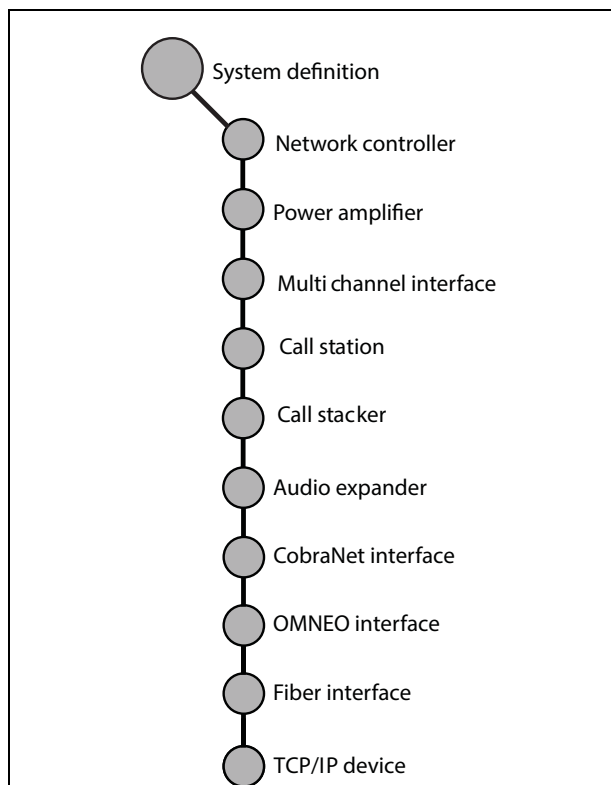 System definition
Network controller
Power amplifier
Multi channel interface
Call station
Call stacker
Audio expander
CobraNet interface
OMNEO interface
Fiber interface
TCP/IP device